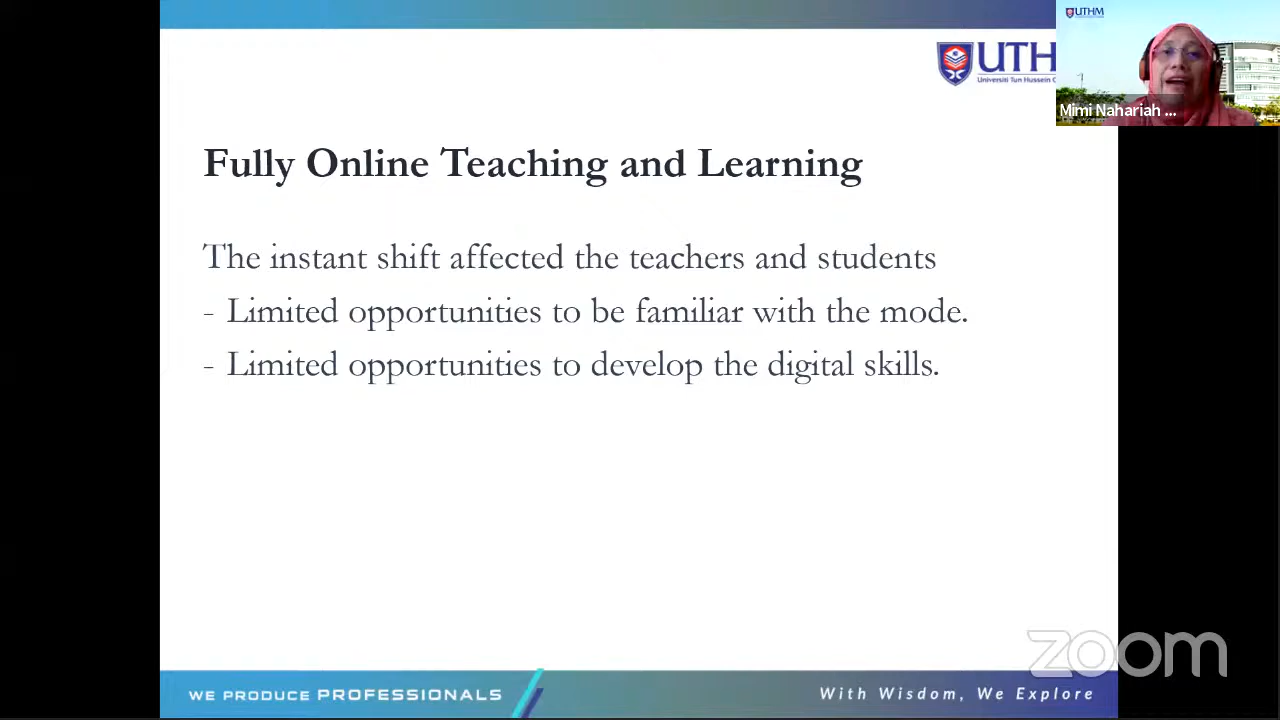 UTHM
UTH
Universiti Tun Hussein
Mimi Nahariah ...
Fully Online Teaching and Learning
The instant shift affected the teachers and students
- Limited opportunities to be familiar with the mode.
- Limited opportunities to develop the digital skills.
zoom
WE PRODUCE PROFESSIONALS
With Wisdom, We Explore